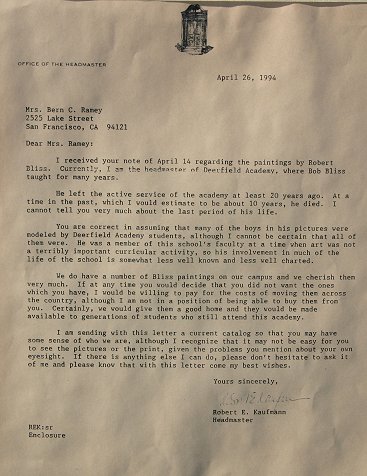 OFFICE OF THE HEADMASTER
April 26, 1994
Mrs. Bern C. Ramey
2525 Lake Street
San Francisco, CA 94121
Dear Mrs. Ramey:
I received your note of April 14 regarding the paintings by Robert
Bliss. Currently, I am the headmaster of Deerfield Academy, where Bob Bliss
taught for many years.
He left the active service of the academy at least 20 years ago. At a
time in the past, which I would estimate to be about 10 years, he died. I
cannot tell you very much about the last period of his life.
You are correct in assuming that many of the boys in his pictures were
modeled by Deerfield Academy students, although I cannot be certain that all of
them were. He was a member of this school's faculty at a time when art was not
a terribly important curricular activity, so his involvement in much of the
life of the school is somewhat less well known and less well charted.
We do have a number of Bliss paintings on our campus and we cherish them
very much. If at any time you would decide that you did not want the ones
which you have, I would be willing to pay for the costs of moving them across
the country, although I am not in a position of being able to buy them from
you. Certainly, we would give them a good home and they would be made
available to generations of students who still attend this academy.
I am sending with this letter a current catalog so that you may have
some sense of who we are, although I recognize that it may not be easy for you
to see the pictures or the print, given the problems you mention about your own
eyesight. If there is anything else I can do, please don't hesitate to ask it
of me and please know that with this letter come my best wishes.
Yours sincerely,
Robert E. Kaufmann
Headmaster
REK:sr
Enclosure